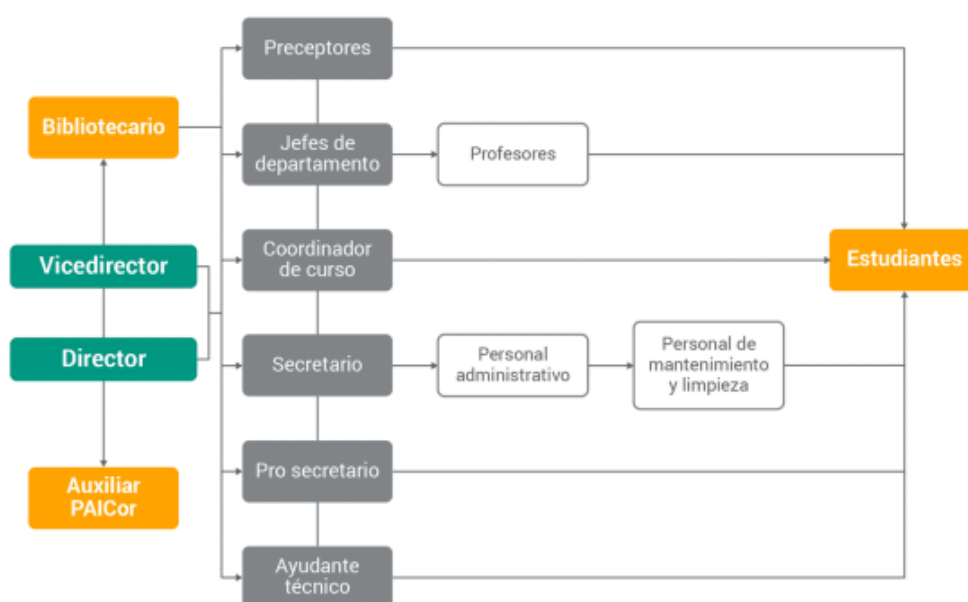 Preceptores
Bibliotecario
Jefes de
departamento
Profesores
Vicedirector
Coordinador
de curso
Estudiantes
Director
Secretario
Personal
administrativo
Personal de
mantenimiento
y limpieza
Auxiliar
PAICor
Pro secretario
Ayudante
técnico